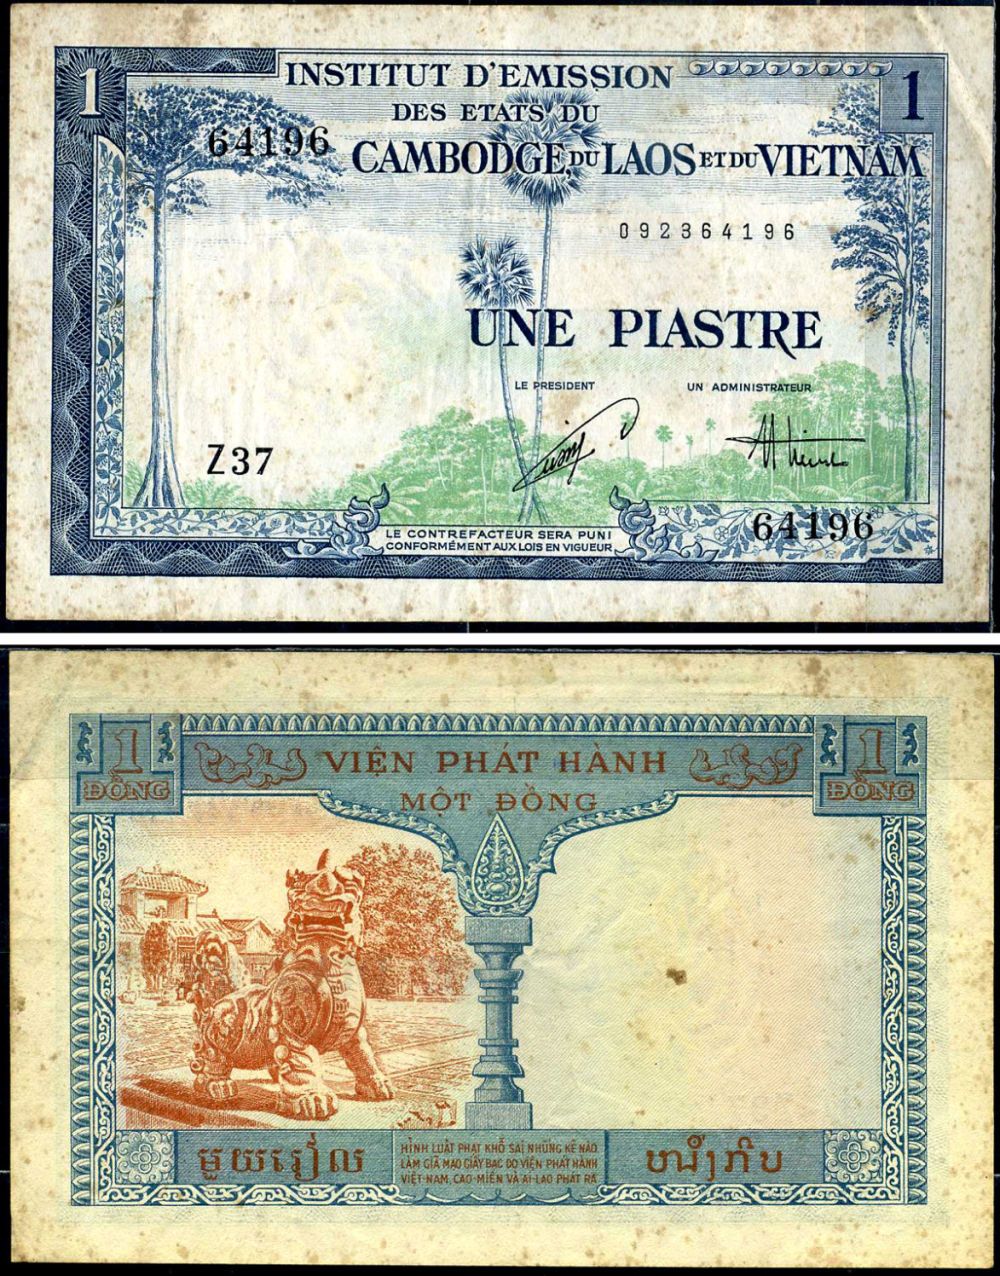 1
INSTITUT D'EMISSION
1
DES ETATS DU
64196
CAMBODGE, DU LAOS ET DU VIETNAM
092364196
UNE PIASTRE
LE PRESIDENT
UN ADMINISTRATEUR
Z37
64196
LE CONTREFACTEUR SERA PUNI
CONFORMÉMENT AUX LOIS EN VIGUEUR
1
ĐỒNG
VIỆN PHÁT HÀNH
MỘT ĐỒNG
1
ĐỒNG
មួយរៀល
HÌNH LUẬT PHẠT KHỔ SAI NHỮNG KẺ NÀO
LÀM GIẢ MẠO GIẤY BẠC DO VIỆN PHÁT HÀNH
VIỆT-NAM, CAO-MIÊN VÀ AI-LAO PHÁT RA
ໜຶ່ງກີບ